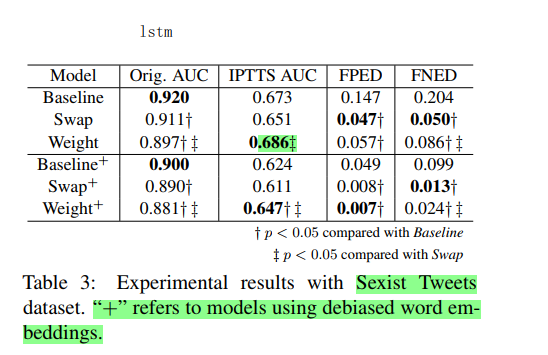 lstm
Model Orig. AUC IPTTS AUC FPED FNED
Baseline 0.920 0.673 0.147 0.204
Swap 0.911† 0.651 0.047† 0.050†
Weight 0.897† ‡ 0.686‡ 0.057† 0.086† ‡
Baseline+ 0.900 0.624 0.049 0.099
Swap+ 0.890† 0.611 0.008† 0.013†
Weight+ 0.881† ‡ 0.647† ‡ 0.007† 0.024† ‡
† p < 0.05 compared with Baseline
‡ p < 0.05 compared with Swap
Table 3: Experimental results with Sexist Tweets
dataset. “+” refers to models using debiased word em-
beddings.